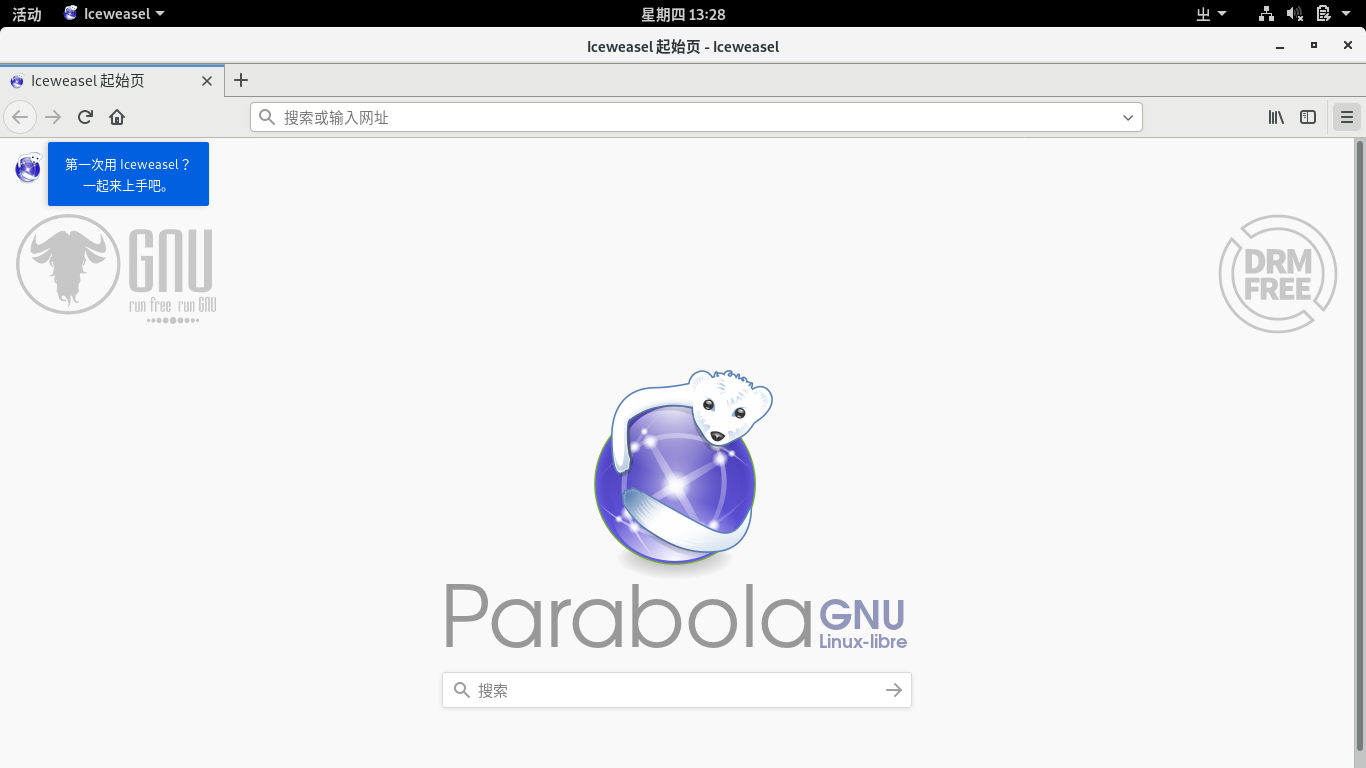 活动
Iceweasel
星期四 13:28
㞢
Iceweasel 起始页 - Iceweasel
Iceweasel 起始页
搜索或输入网址
第一次用 Iceweasel？
一起来上手吧。
GNU
run free run GNU
DRM
FREE
Parabola GNU
Linux-libre
搜索